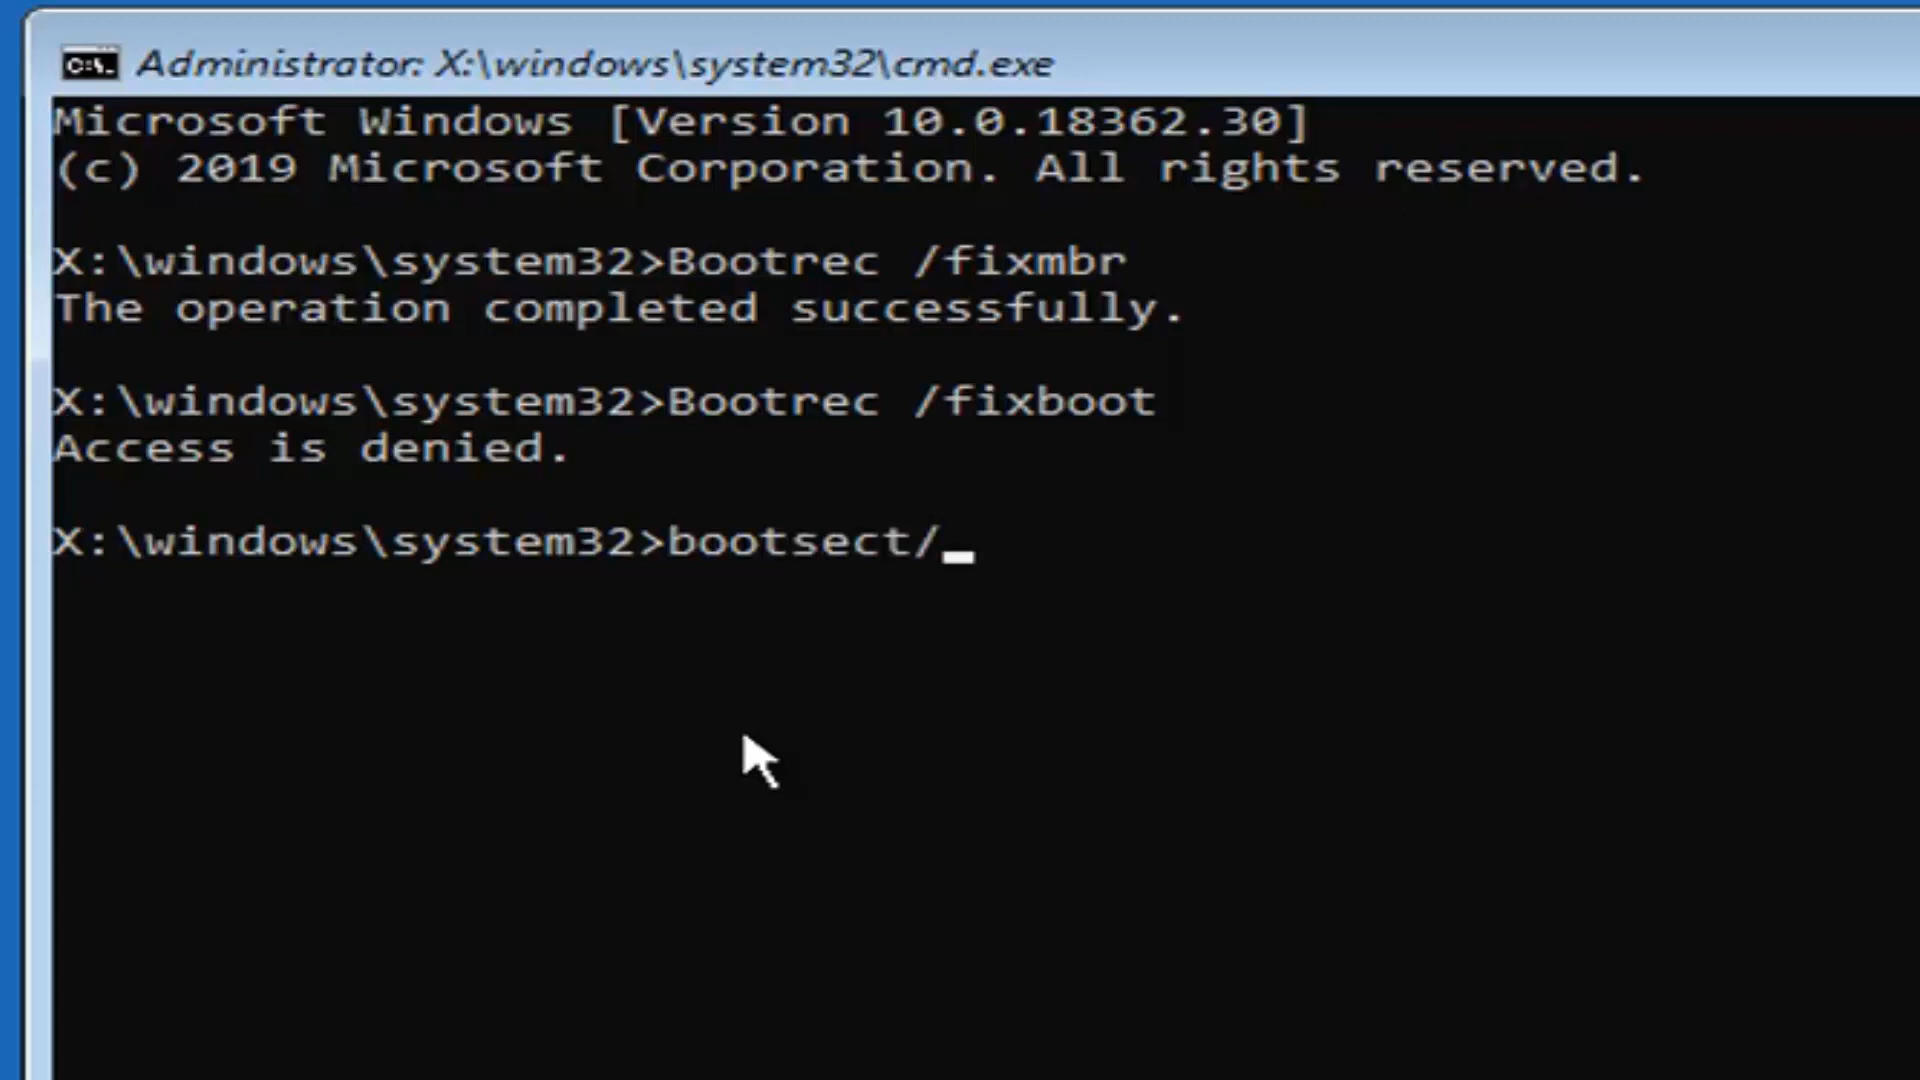 Administrator: X:\windows\system32\cmd.exe
Microsoft Windows [Version 10.0.18362.30]
(c) 2019 Microsoft Corporation. All rights reserved.
X:\windows\system32>Bootrec /fixmbr
The operation completed successfully.
X:\windows\system32>Bootrec /fixboot
Access is denied.
X:\windows\system32>bootsect/